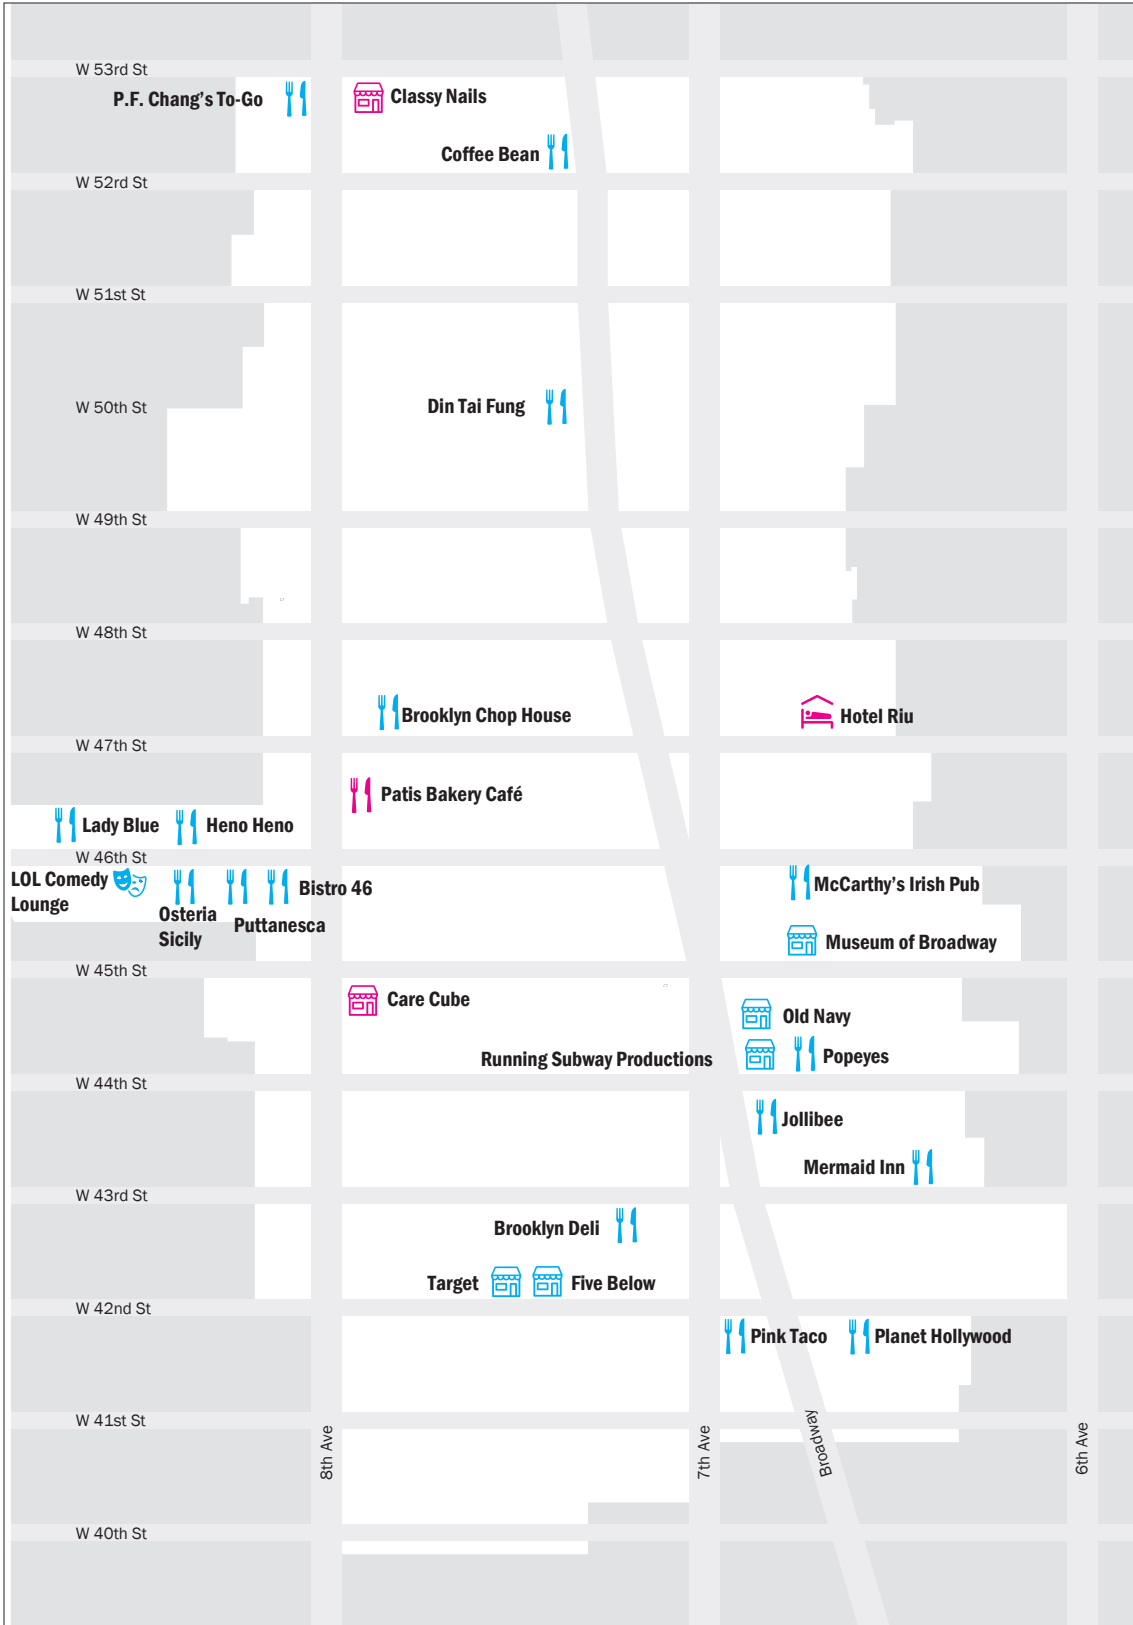 W 53rd St
P.F. Chang's To-Go
Classy Nails
Coffee Bean
W 52rd St
W 51st St
W 50th St
Din Tai Fung
W 49th St
W 48th St
Brooklyn Chop House
Hotel Riu
W 47th St
Patis Bakery Café
Lady Blue
Heno Heno
W 46th St
LOL Comedy
Lounge
Osteria
Sicily
Puttanesca
Bistro 46
McCarthy's Irish Pub
Museum of Broadway
W 45th St
Care Cube
Old Navy
Running Subway Productions
Popeyes
W 44th St
Jollibee
Mermaid Inn
W 43rd St
Brooklyn Deli
Target
Five Below
W 42nd St
Pink Taco
Planet Hollywood
W 41st St
8th Ave
7th Ave
Broadway
6th Ave
W 40th St